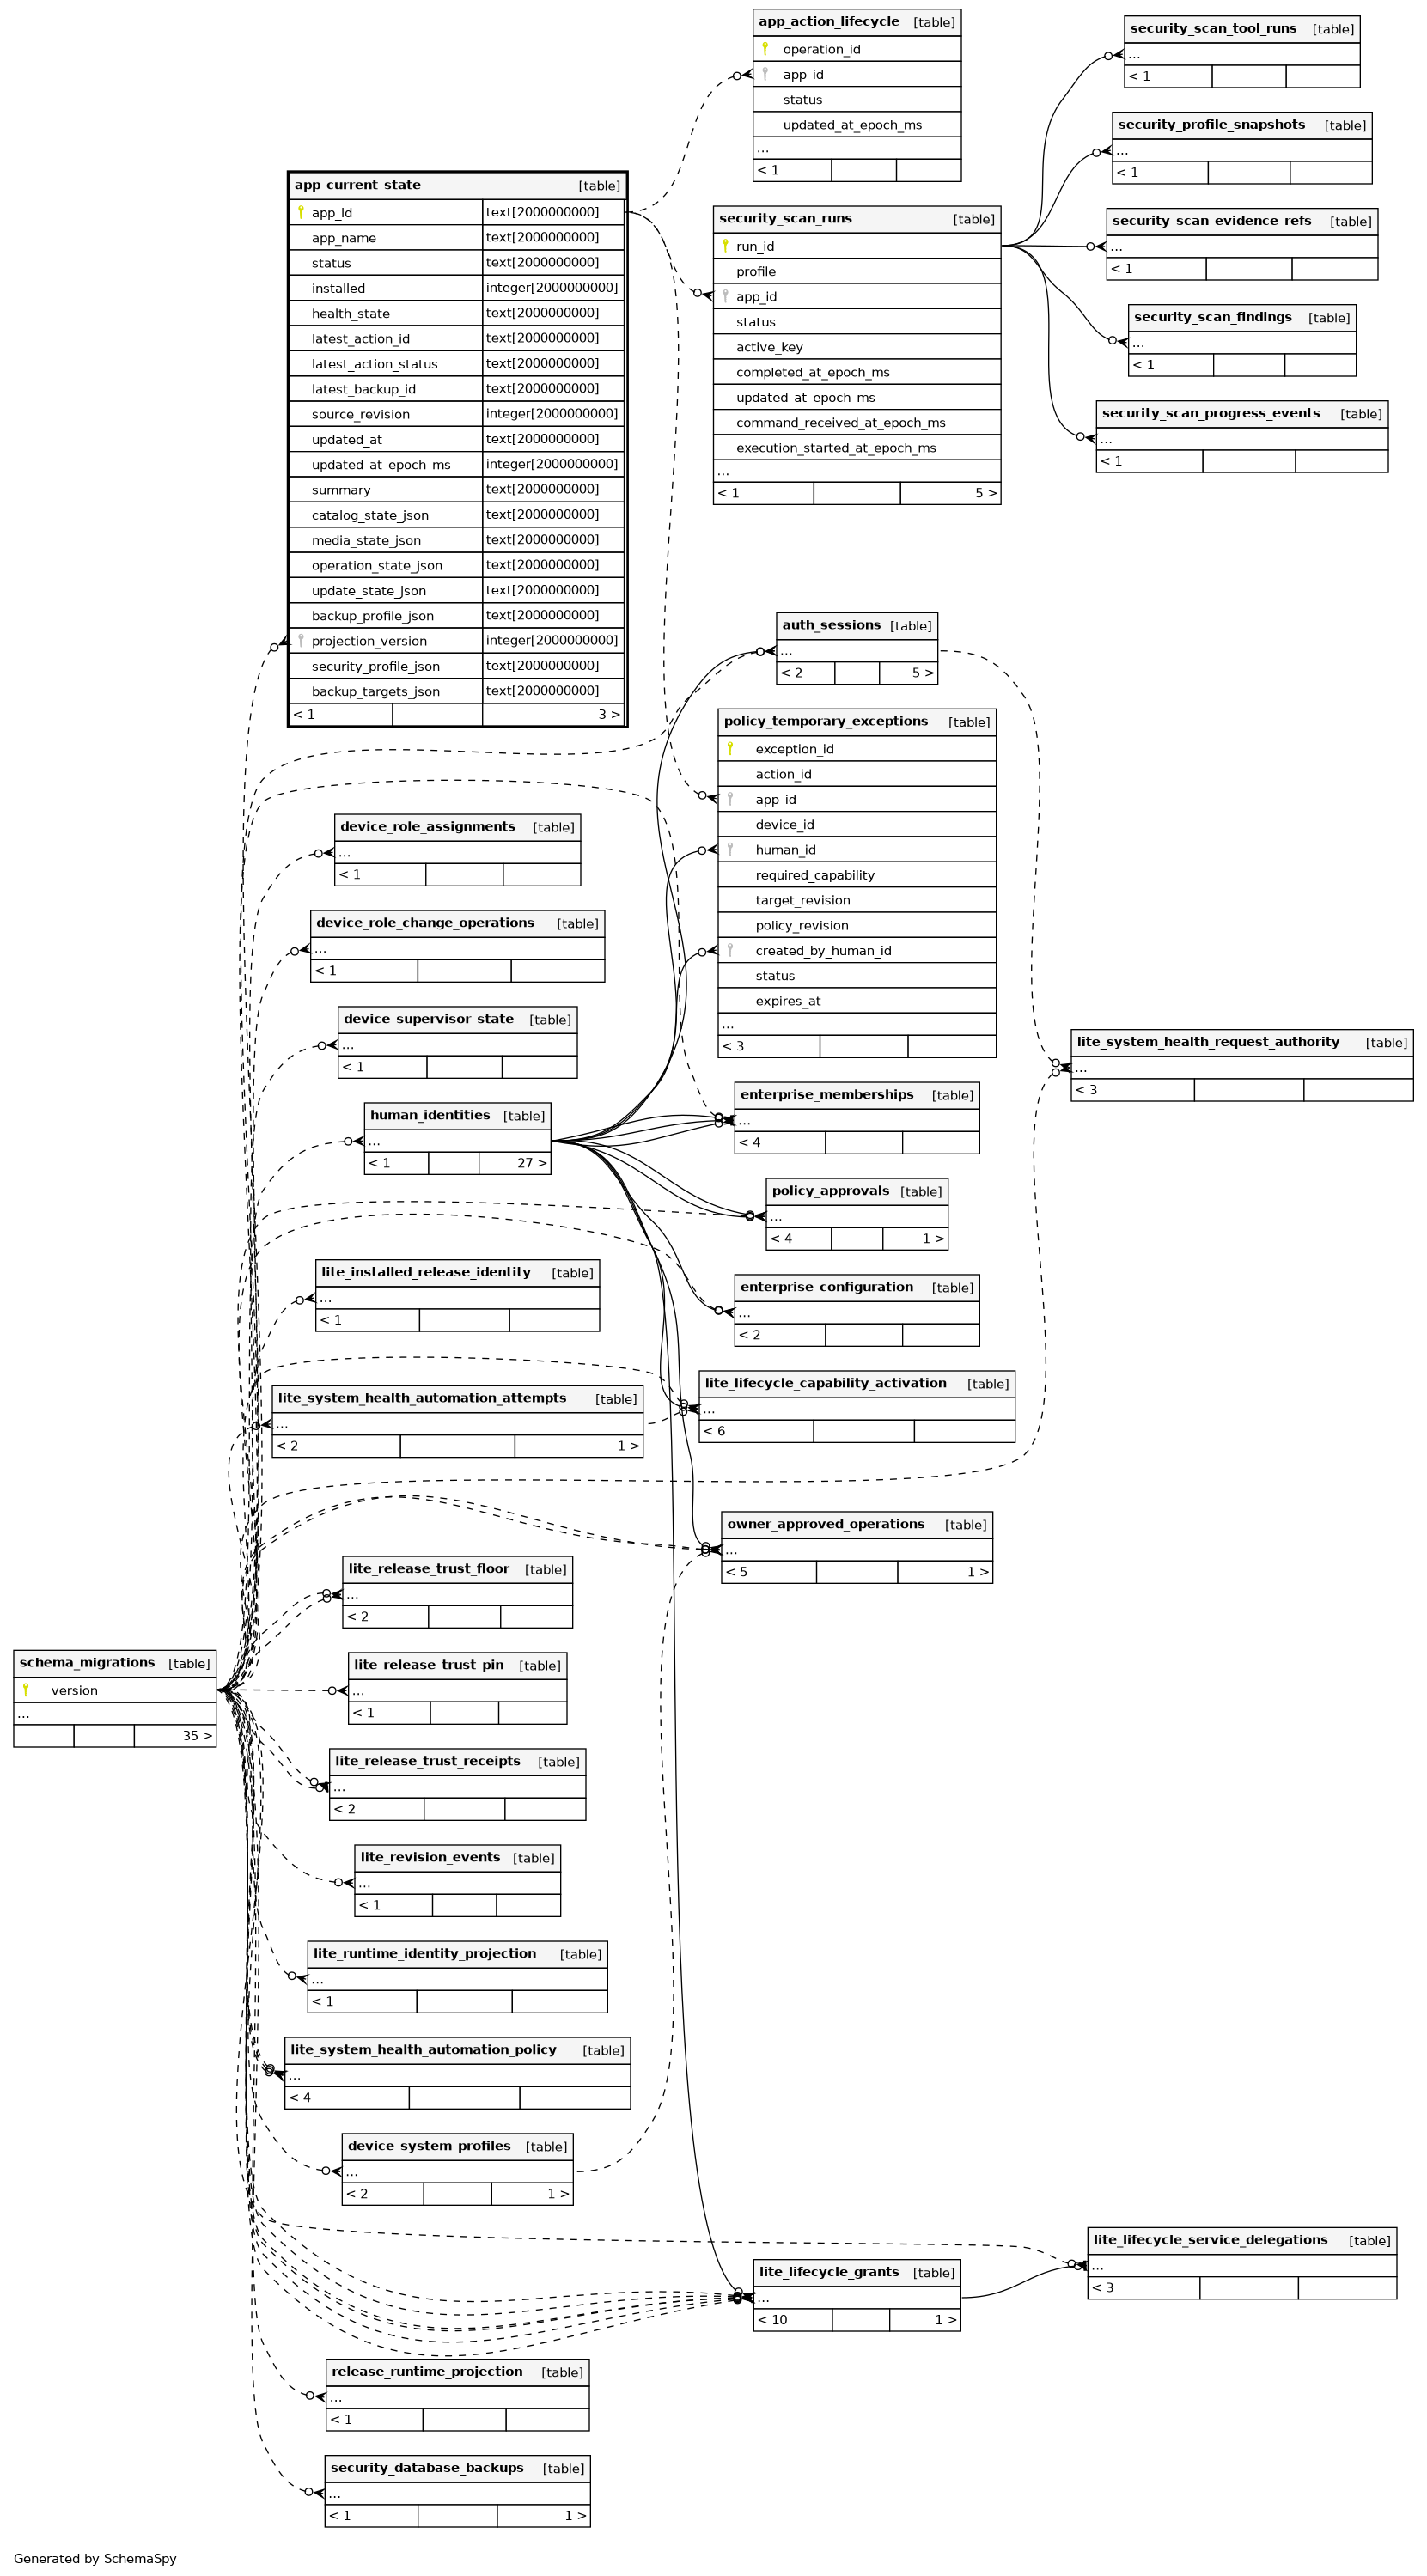 app_action_lifecycle [table]
operation_id
app_id
status
updated_at_epoch_ms
...
< 1
security_scan_tool_runs [table]
...
< 1
security_profile_snapshots [table]
...
< 1
security_scan_evidence_refs [table]
...
< 1
security_scan_findings [table]
...
< 1
security_scan_progress_events [table]
...
< 1
app_current_state [table]
app_id text[2000000000]
app_name text[2000000000]
status text[2000000000]
installed integer[2000000000]
health_state text[2000000000]
latest_action_id text[2000000000]
latest_action_status text[2000000000]
latest_backup_id text[2000000000]
source_revision integer[2000000000]
updated_at text[2000000000]
updated_at_epoch_ms integer[2000000000]
summary text[2000000000]
catalog_state_json text[2000000000]
media_state_json text[2000000000]
operation_state_json text[2000000000]
update_state_json text[2000000000]
backup_profile_json text[2000000000]
projection_version integer[2000000000]
security_profile_json text[2000000000]
backup_targets_json text[2000000000]
< 1 3 >
security_scan_runs [table]
run_id
profile
app_id
status
active_key
completed_at_epoch_ms
updated_at_epoch_ms
command_received_at_epoch_ms
execution_started_at_epoch_ms
...
< 1 5 >
auth_sessions [table]
...
< 2 5 >
policy_temporary_exceptions [table]
exception_id
action_id
app_id
device_id
human_id
required_capability
target_revision
policy_revision
created_by_human_id
status
expires_at
...
< 3
device_role_assignments [table]
...
< 1
device_role_change_operations [table]
...
< 1
device_supervisor_state [table]
...
< 1
lite_system_health_request_authority [table]
...
< 3
human_identities [table]
...
< 1 27 >
enterprise_memberships [table]
...
< 4
policy_approvals [table]
...
< 4 1 >
lite_installed_release_identity [table]
...
< 1
enterprise_configuration [table]
...
< 2
lite_system_health_automation_attempts [table]
...
< 2 1 >
lite_lifecycle_capability_activation [table]
...
< 6
owner_approved_operations [table]
...
< 5 1 >
lite_release_trust_floor [table]
...
< 2
schema_migrations [table]
version
...
35 >
lite_release_trust_pin [table]
...
< 1
lite_release_trust_receipts [table]
...
< 2
lite_revision_events [table]
...
< 1
lite_runtime_identity_projection [table]
...
< 1
lite_system_health_automation_policy [table]
...
< 4
device_system_profiles [table]
...
< 2 1 >
lite_lifecycle_service_delegations [table]
...
< 3
lite_lifecycle_grants [table]
...
< 10 1 >
release_runtime_projection [table]
...
< 1
security_database_backups [table]
...
< 1 1 >
Generated by SchemaSpy